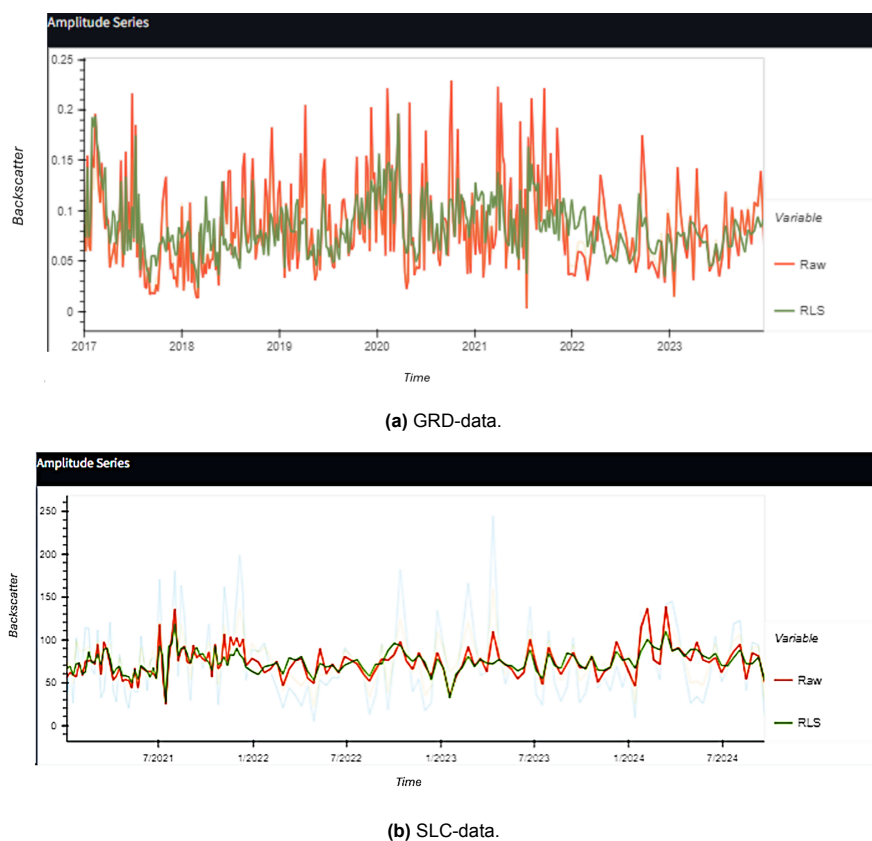 Amplitude Series
0.25
0.2
0.15
0.1
0.05
0
Backscatter
2017 2018 2019 2020 2021 2022 2023
Time
Variable
Raw
RLS
(a) GRD-data.
Amplitude Series
250
200
150
100
50
0
Backscatter
7/2021 1/2022 7/2022 1/2023 7/2023 1/2024 7/2024
Time
Variable
Raw
RLS
(b) SLC-data.